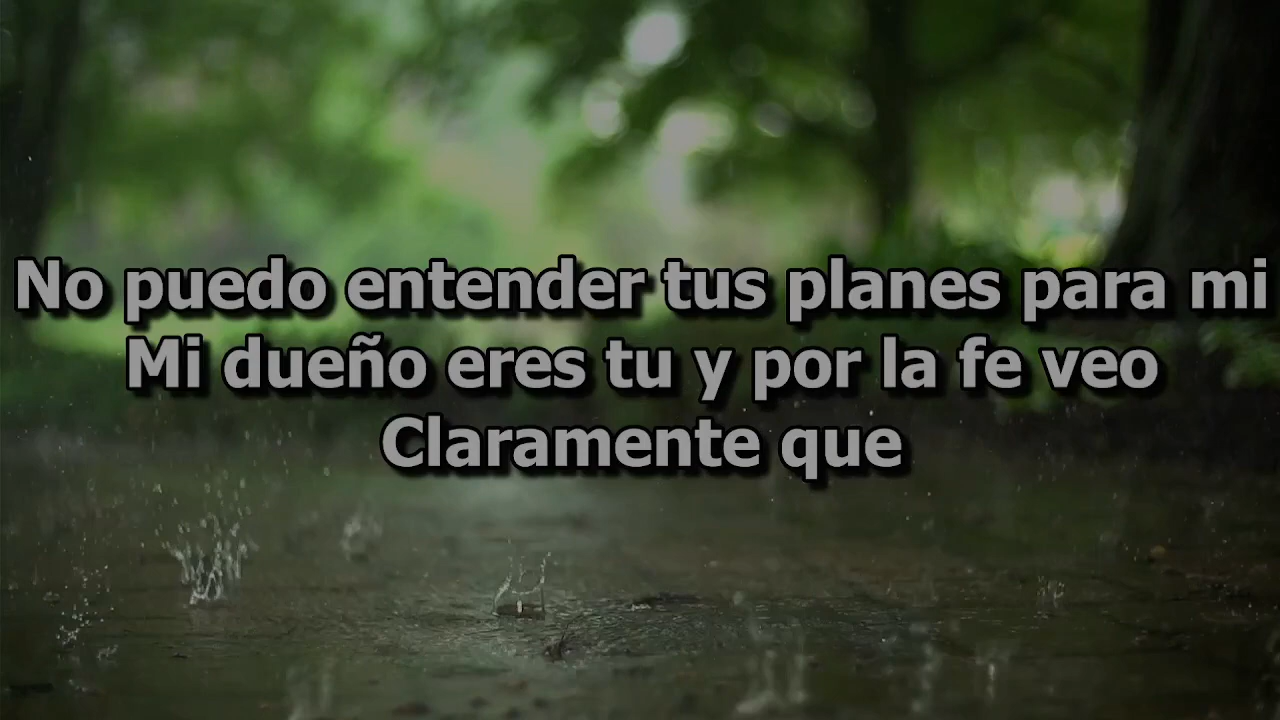 No puedo entender tus planes para mi
Mi dueño eres tu y por la fe veo
Claramente que